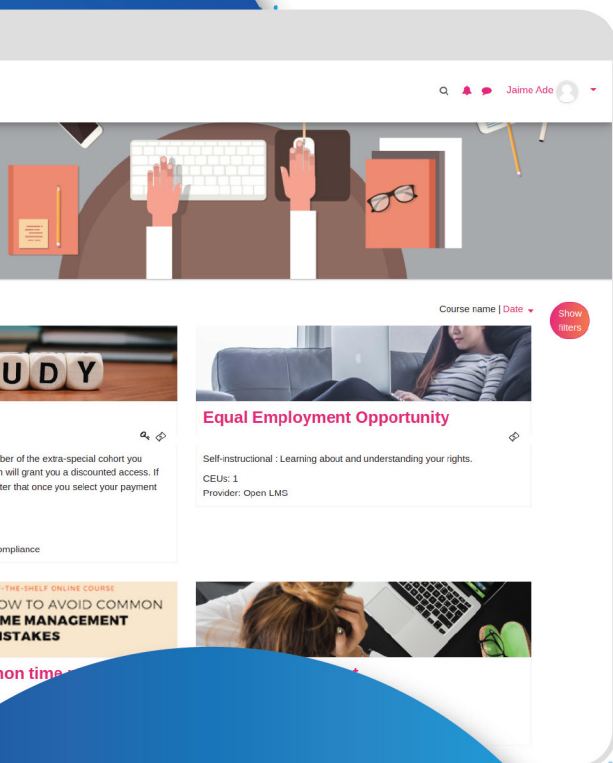 Jaime Ade
Course name | Date
Show
filters
U D Y
Equal Employment Opportunity
ber of the extra-special cohort you
will grant you a discounted access. If
ter that once you select your payment
Self-instructional : Learning about and understanding your rights.
CEUs: 1
Provider: Open LMS
ompliance
-THE-SHELF ONLINE COURSE
OW TO AVOID COMMON
ME MANAGEMENT
ISTAKES
on time